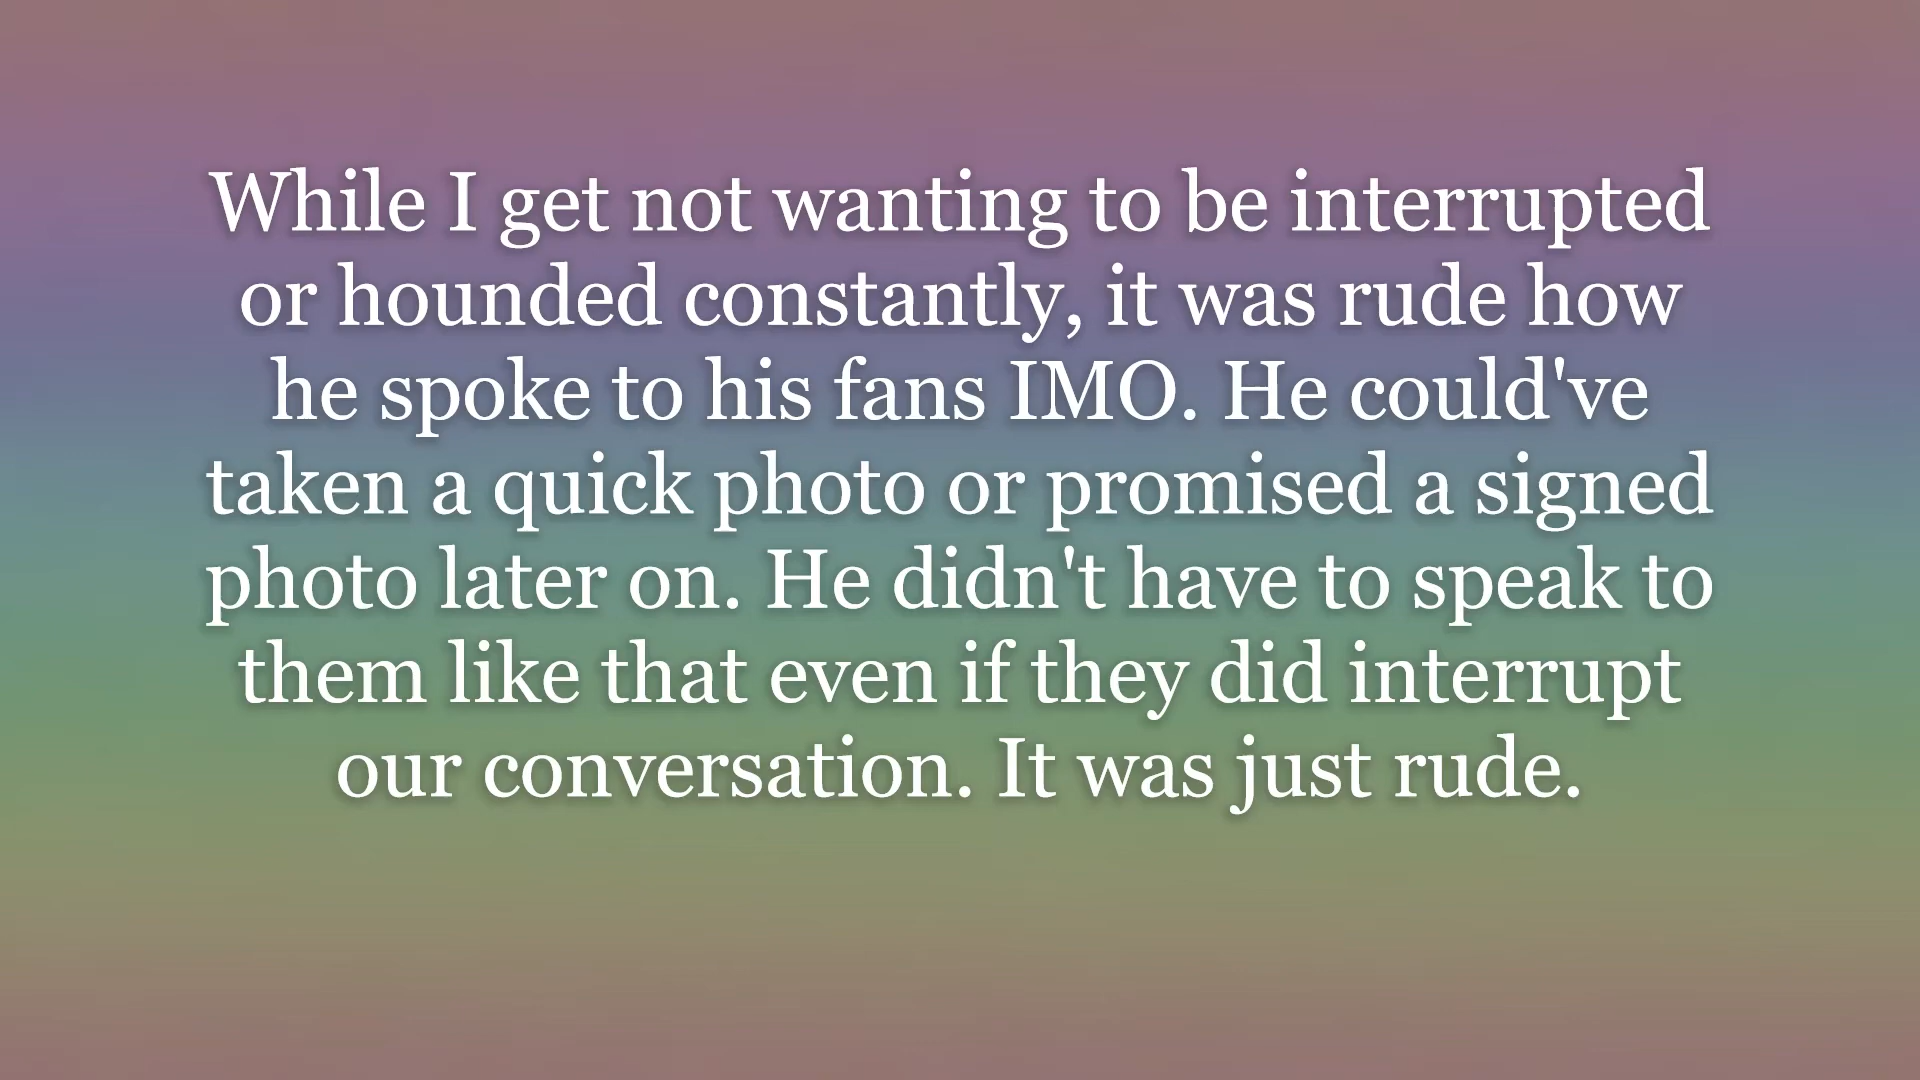 While I get not wanting to be interrupted
or hounded constantly, it was rude how
he spoke to his fans IMO. He could've
taken a quick photo or promised a signed
photo later on. He didn't have to speak to
them like that even if they did interrupt
our conversation. It was just rude.